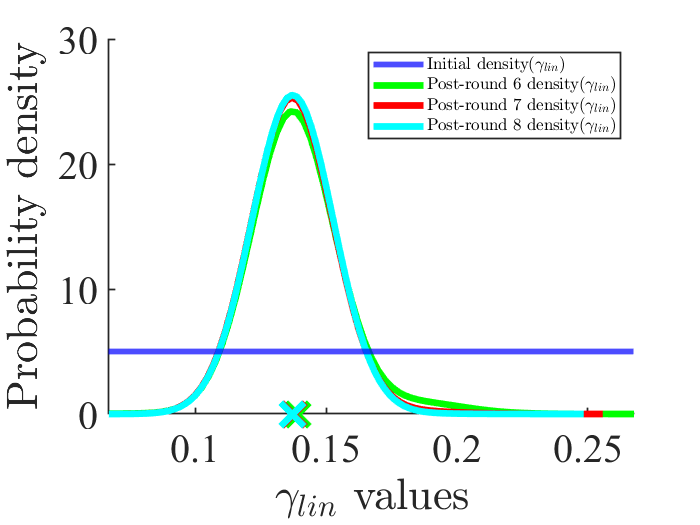 30
20
10
0
Probability density
Initial density(γlin)
Post-round 6 density(γlin)
Post-round 7 density(γlin)
Post-round 8 density(γlin)
0.1 0.15 0.2 0.25
γlin values